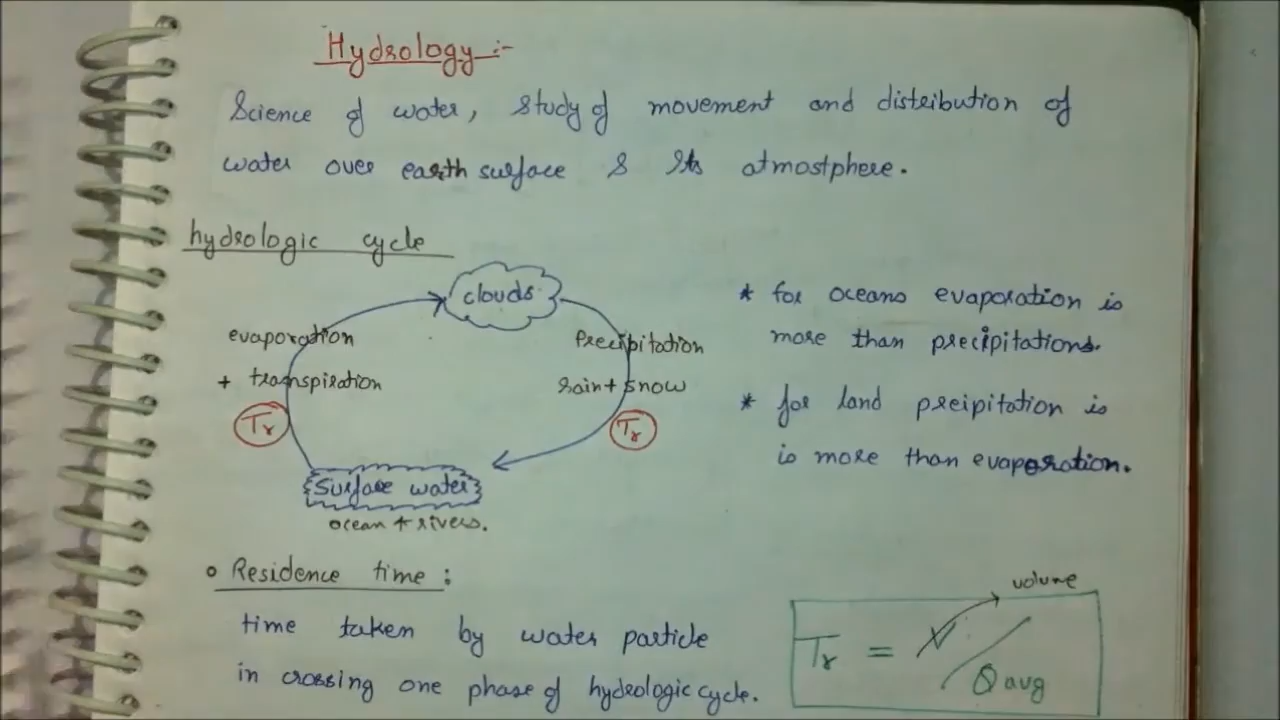 Hydrology :-
Science of water, study of movement and distribution of
water over earth surface & Its atmostphere.
hydrologic cycle
clouds
evaporation
+ transpiration
Tr
Precipitation
rain + snow
Tr
Surface water
ocean + rivers.
* for oceans evaporation is
more than precipitations.
* for land preipitation is
is more than evaporation.
o Residence time :
time taken by water particle
in crossing one phase of hydrologic cycle.
volume
Tr = V / Q avg